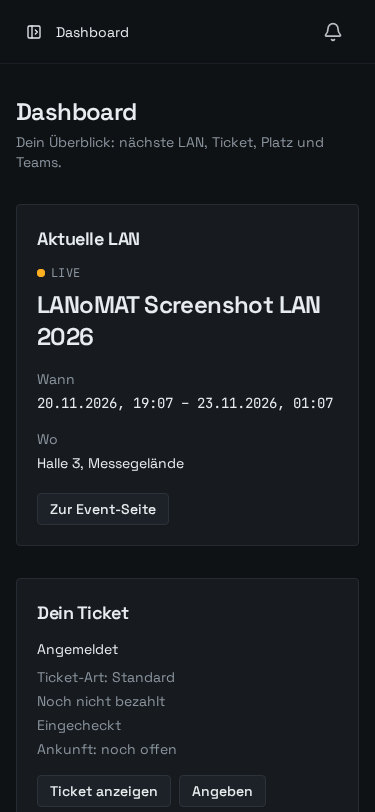 Dashboard
Dashboard
Dein Überblick: nächste LAN, Ticket, Platz und
Teams.
Aktuelle LAN
LIVE
LANoMAT Screenshot LAN
2026
Wann
20.11.2026, 19:07 – 23.11.2026, 01:07
Wo
Halle 3, Messegelände
Zur Event-Seite
Dein Ticket
Angemeldet
Ticket-Art: Standard
Noch nicht bezahlt
Eingecheckt
Ankunft: noch offen
Ticket anzeigen Angeben